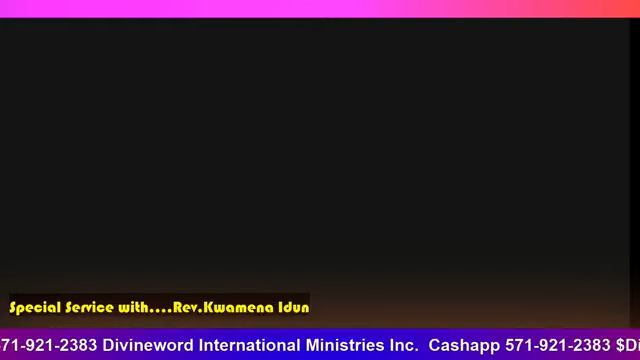 Special Service with....Rev.Kwamena Idun
71-921-2383 Divineword International Ministries Inc.  Cashapp 571-921-2383 $Di